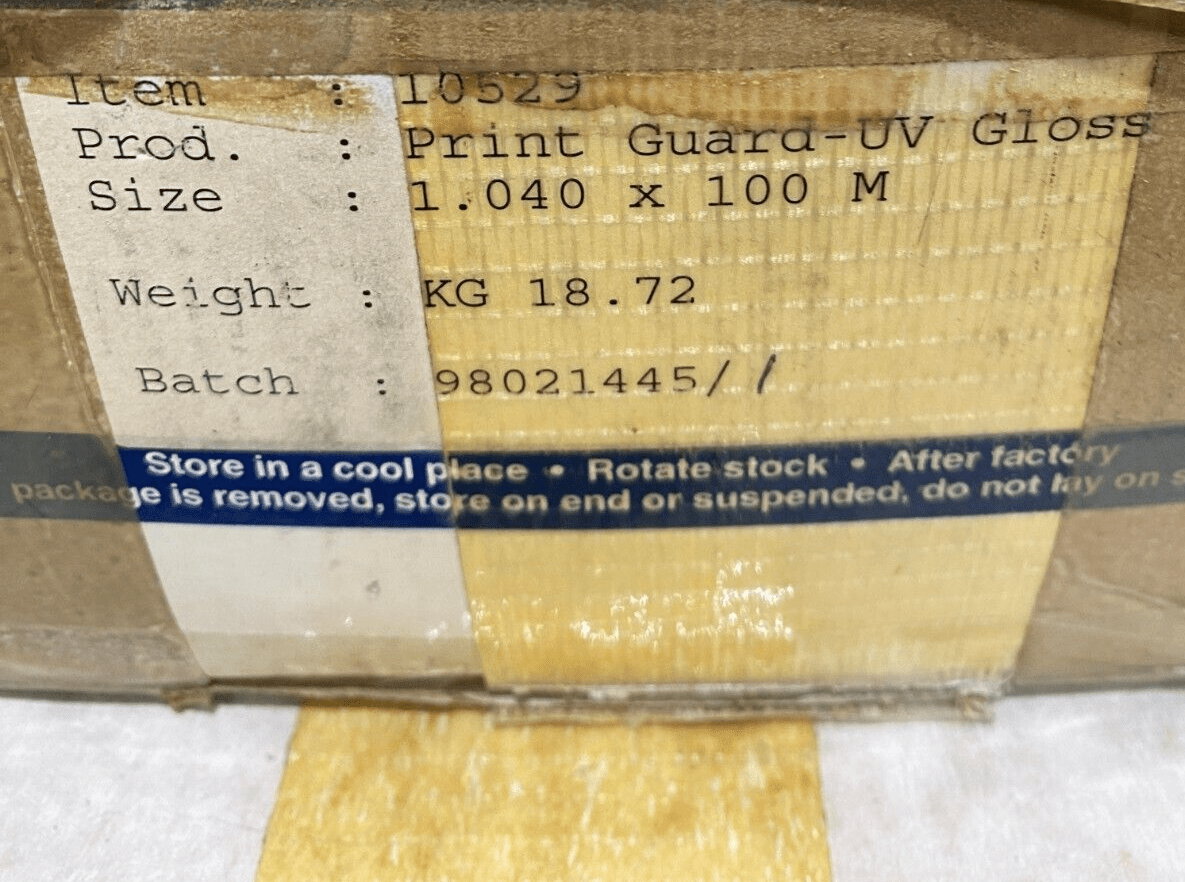 Item : 10529
Prod. : Print Guard-UV Gloss
Size : 1.040 x 100 M
Weight : KG 18.72
Batch : 98021445/ /
Store in a cool place • Rotate stock • After factory
package is removed, store on end or suspended, do not lay on s